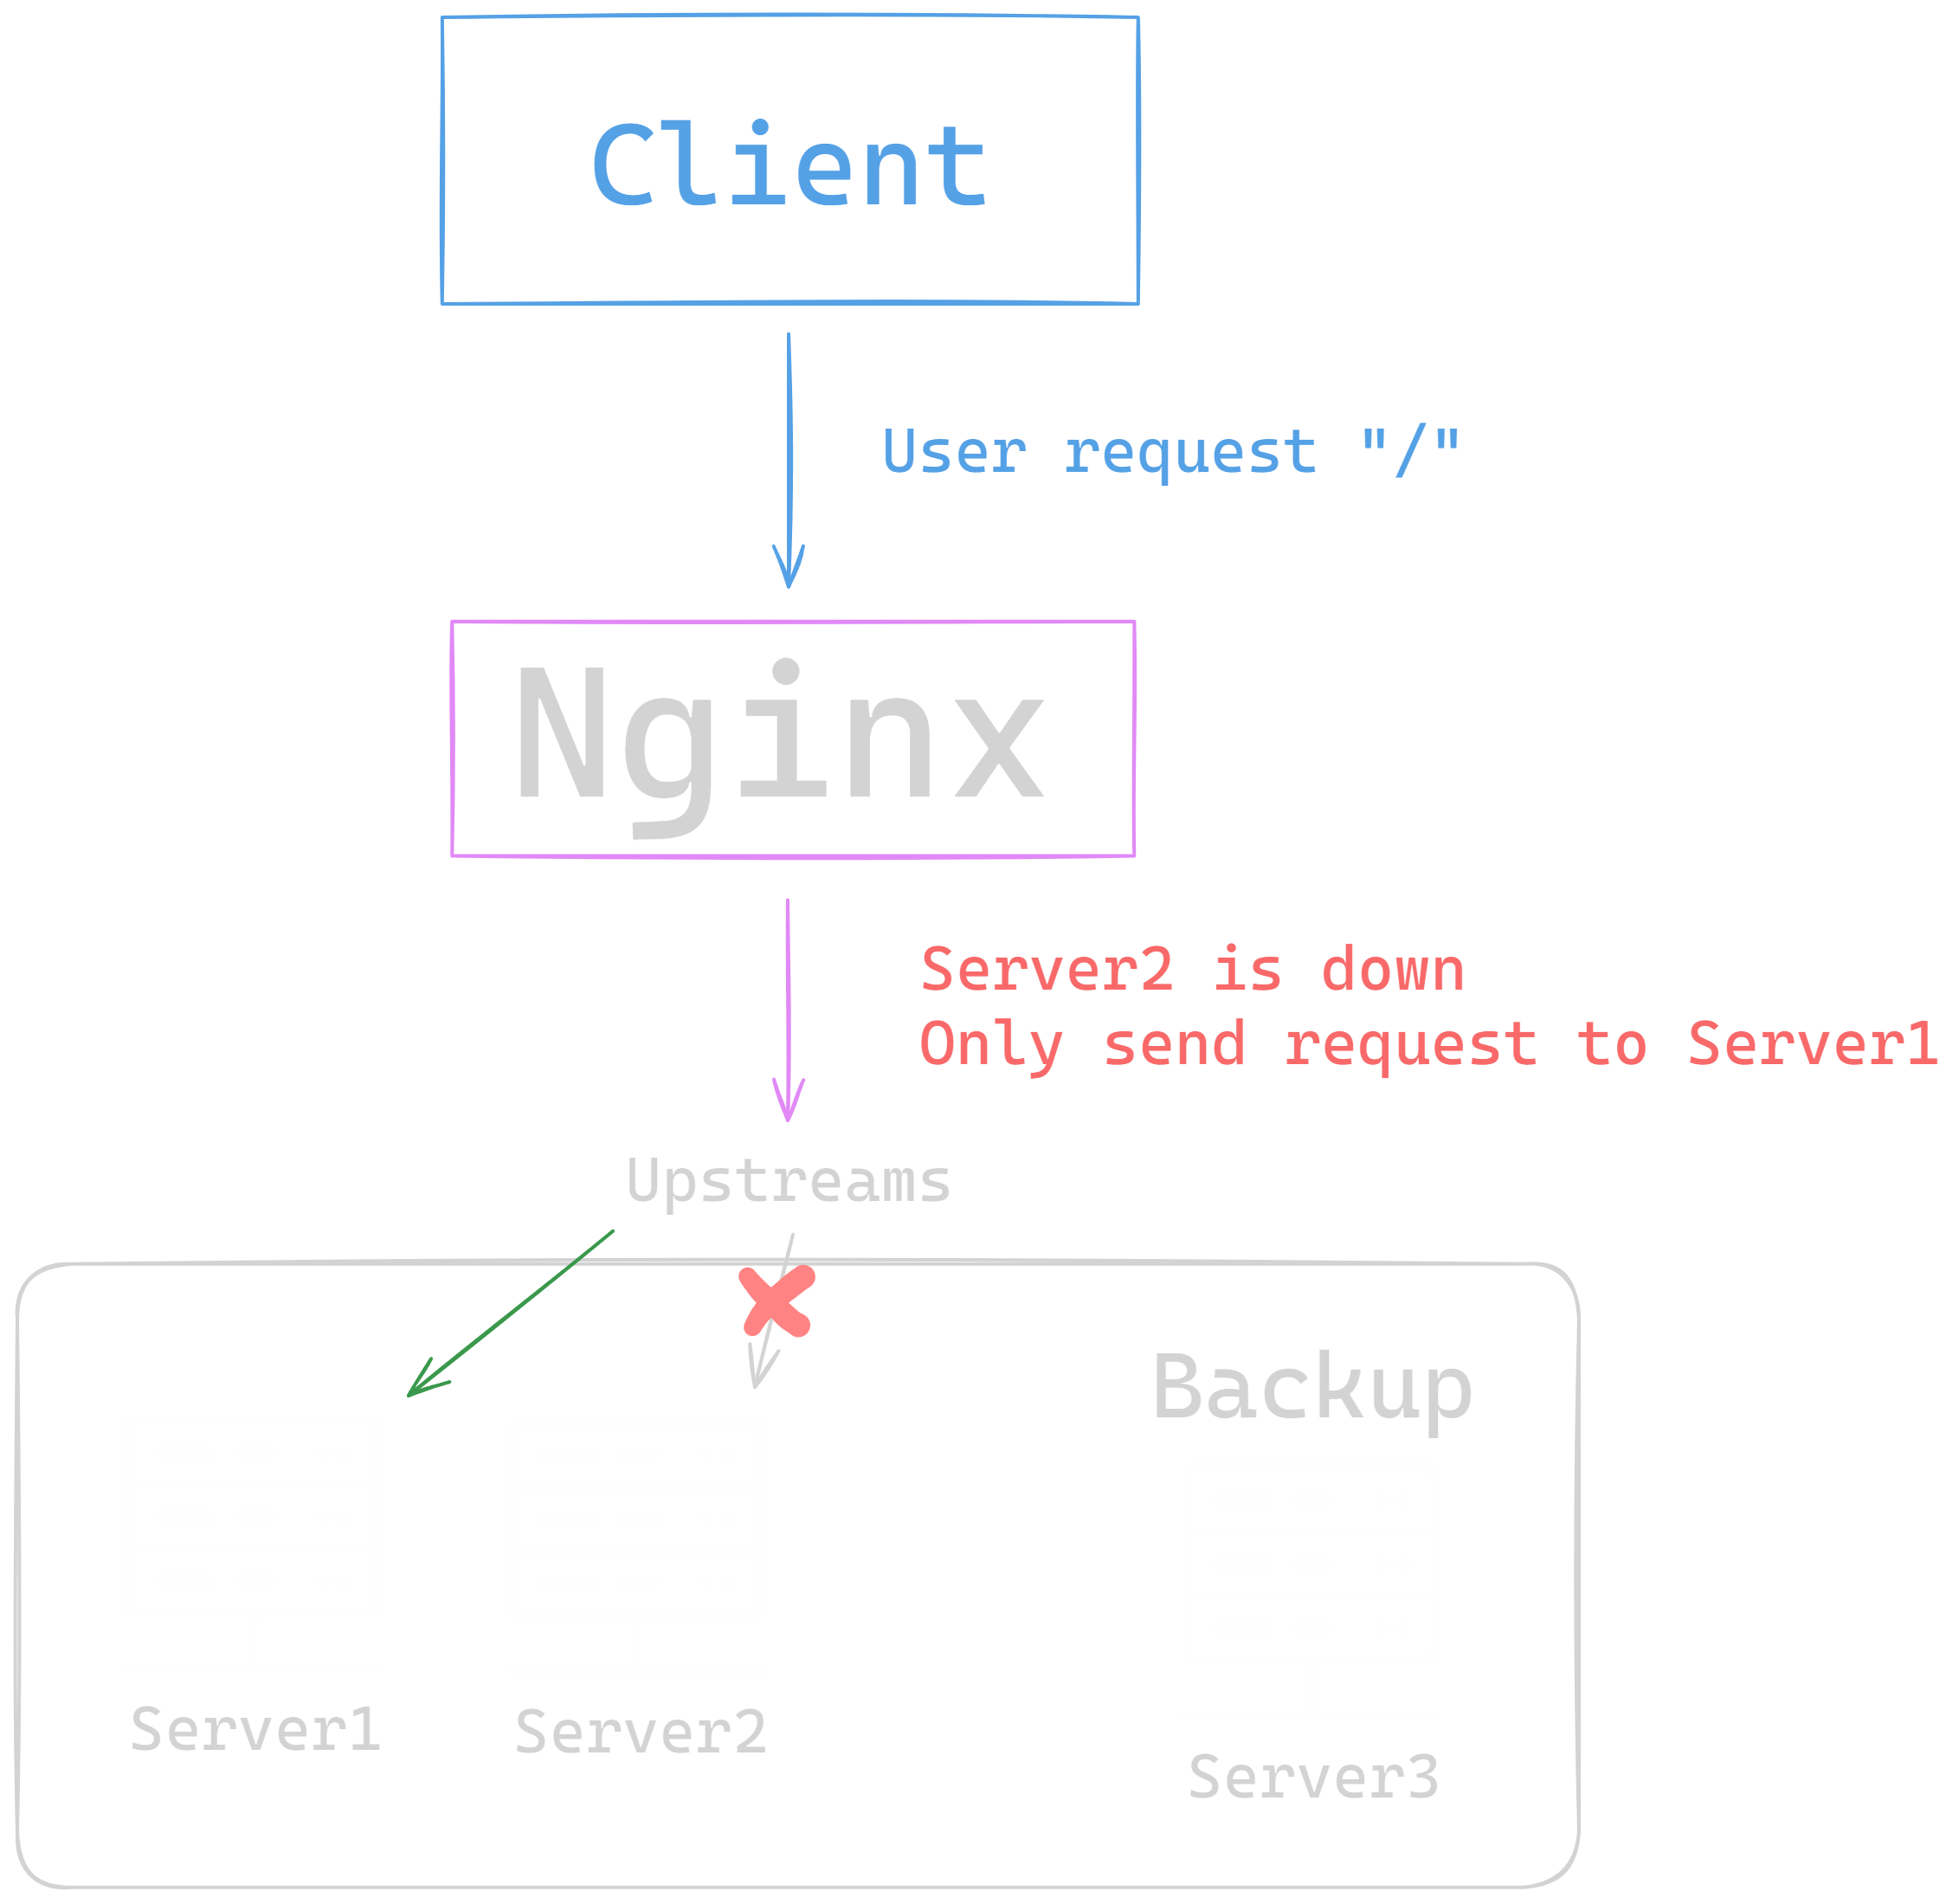 Client
User request "/"
Nginx
Server2 is down
Only send request to Server1
Upstreams
Backup
Server1
Server2
Server3